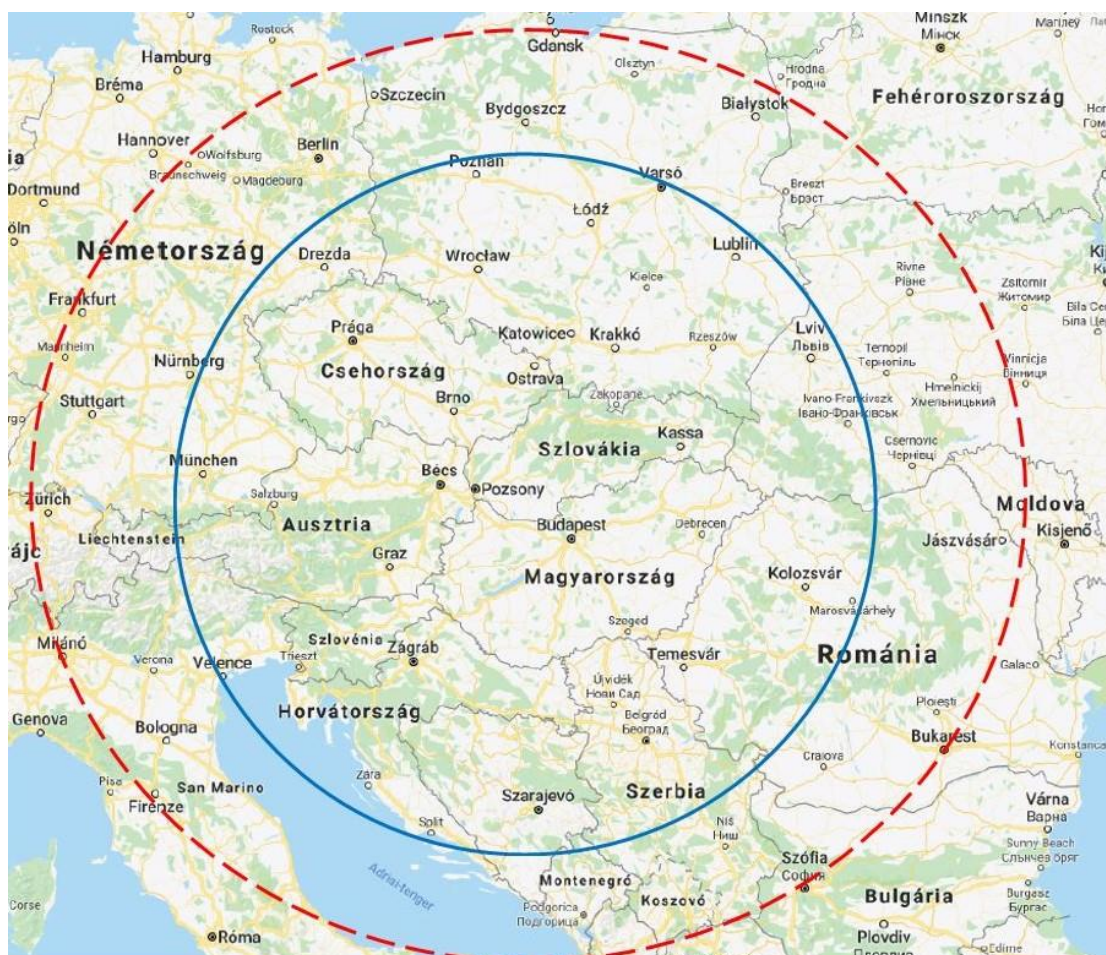 Minszk
Мінск
Rostock
Gdansk
Olsztyn
Hamburg
Hrodna
Гродна
Bréma
Szczecin
Bydgoszcz
Białystok
Fehéroroszország
Hannover
Wolfsburg
Berlin
Braunschweig
Magdeburg
Poznań
Varsó
Breszt
Брэст
Dortmund
Łódź
öln
Németország
Drezda
Wrocław
Lublin
Kielce
Rivne
Рівне
Zsitomir
Житомир
Frankfurt
Prága
Katowice
Krakkó
Rzeszów
Lviv
Львів
Mannheim
Nürnberg
Csehország
Ostrava
Ternopil
Тернопіль
Vinnicja
Вінниця
Zakopane
Hmelnickij
Хмельницький
Stuttgart
Brno
Ivano-Frankivszk
Івано-Франківськ
Szlovákia
Kassa
Csernovic
Чернівці
München
Bécs
Pozsony
Zürich
Salzburg
Moldova
Ausztria
Budapest
Debrecen
Liechtenstein
Jászvásár
Kisjenő
ájc
Graz
Magyarország
Kolozsvár
Marosvásárhely
Szlovénia
Zágráb
Szeged
Milánó
Verona
Velence
Trieszt
Temesvár
Románia
Galac
Újvidék
Нови Сад
Horvátország
Genova
Bologna
Belgrád
Београд
Ploiești
Bukarest
Konstanca
Craiova
Pisa
San Marino
Zára
Szarajevó
Szerbia
Firenze
Várna
Варна
Split
Niš
Ниш
Sunny Beach
Слънчев бряг
Adriai-tenger
Szófia
София
Montenegró
Koszovó
Bulgária
Burgasz
Бургас
Corse
Podgorica
Подгорица
Róma
Plovdiv
Пловдив
Edirne